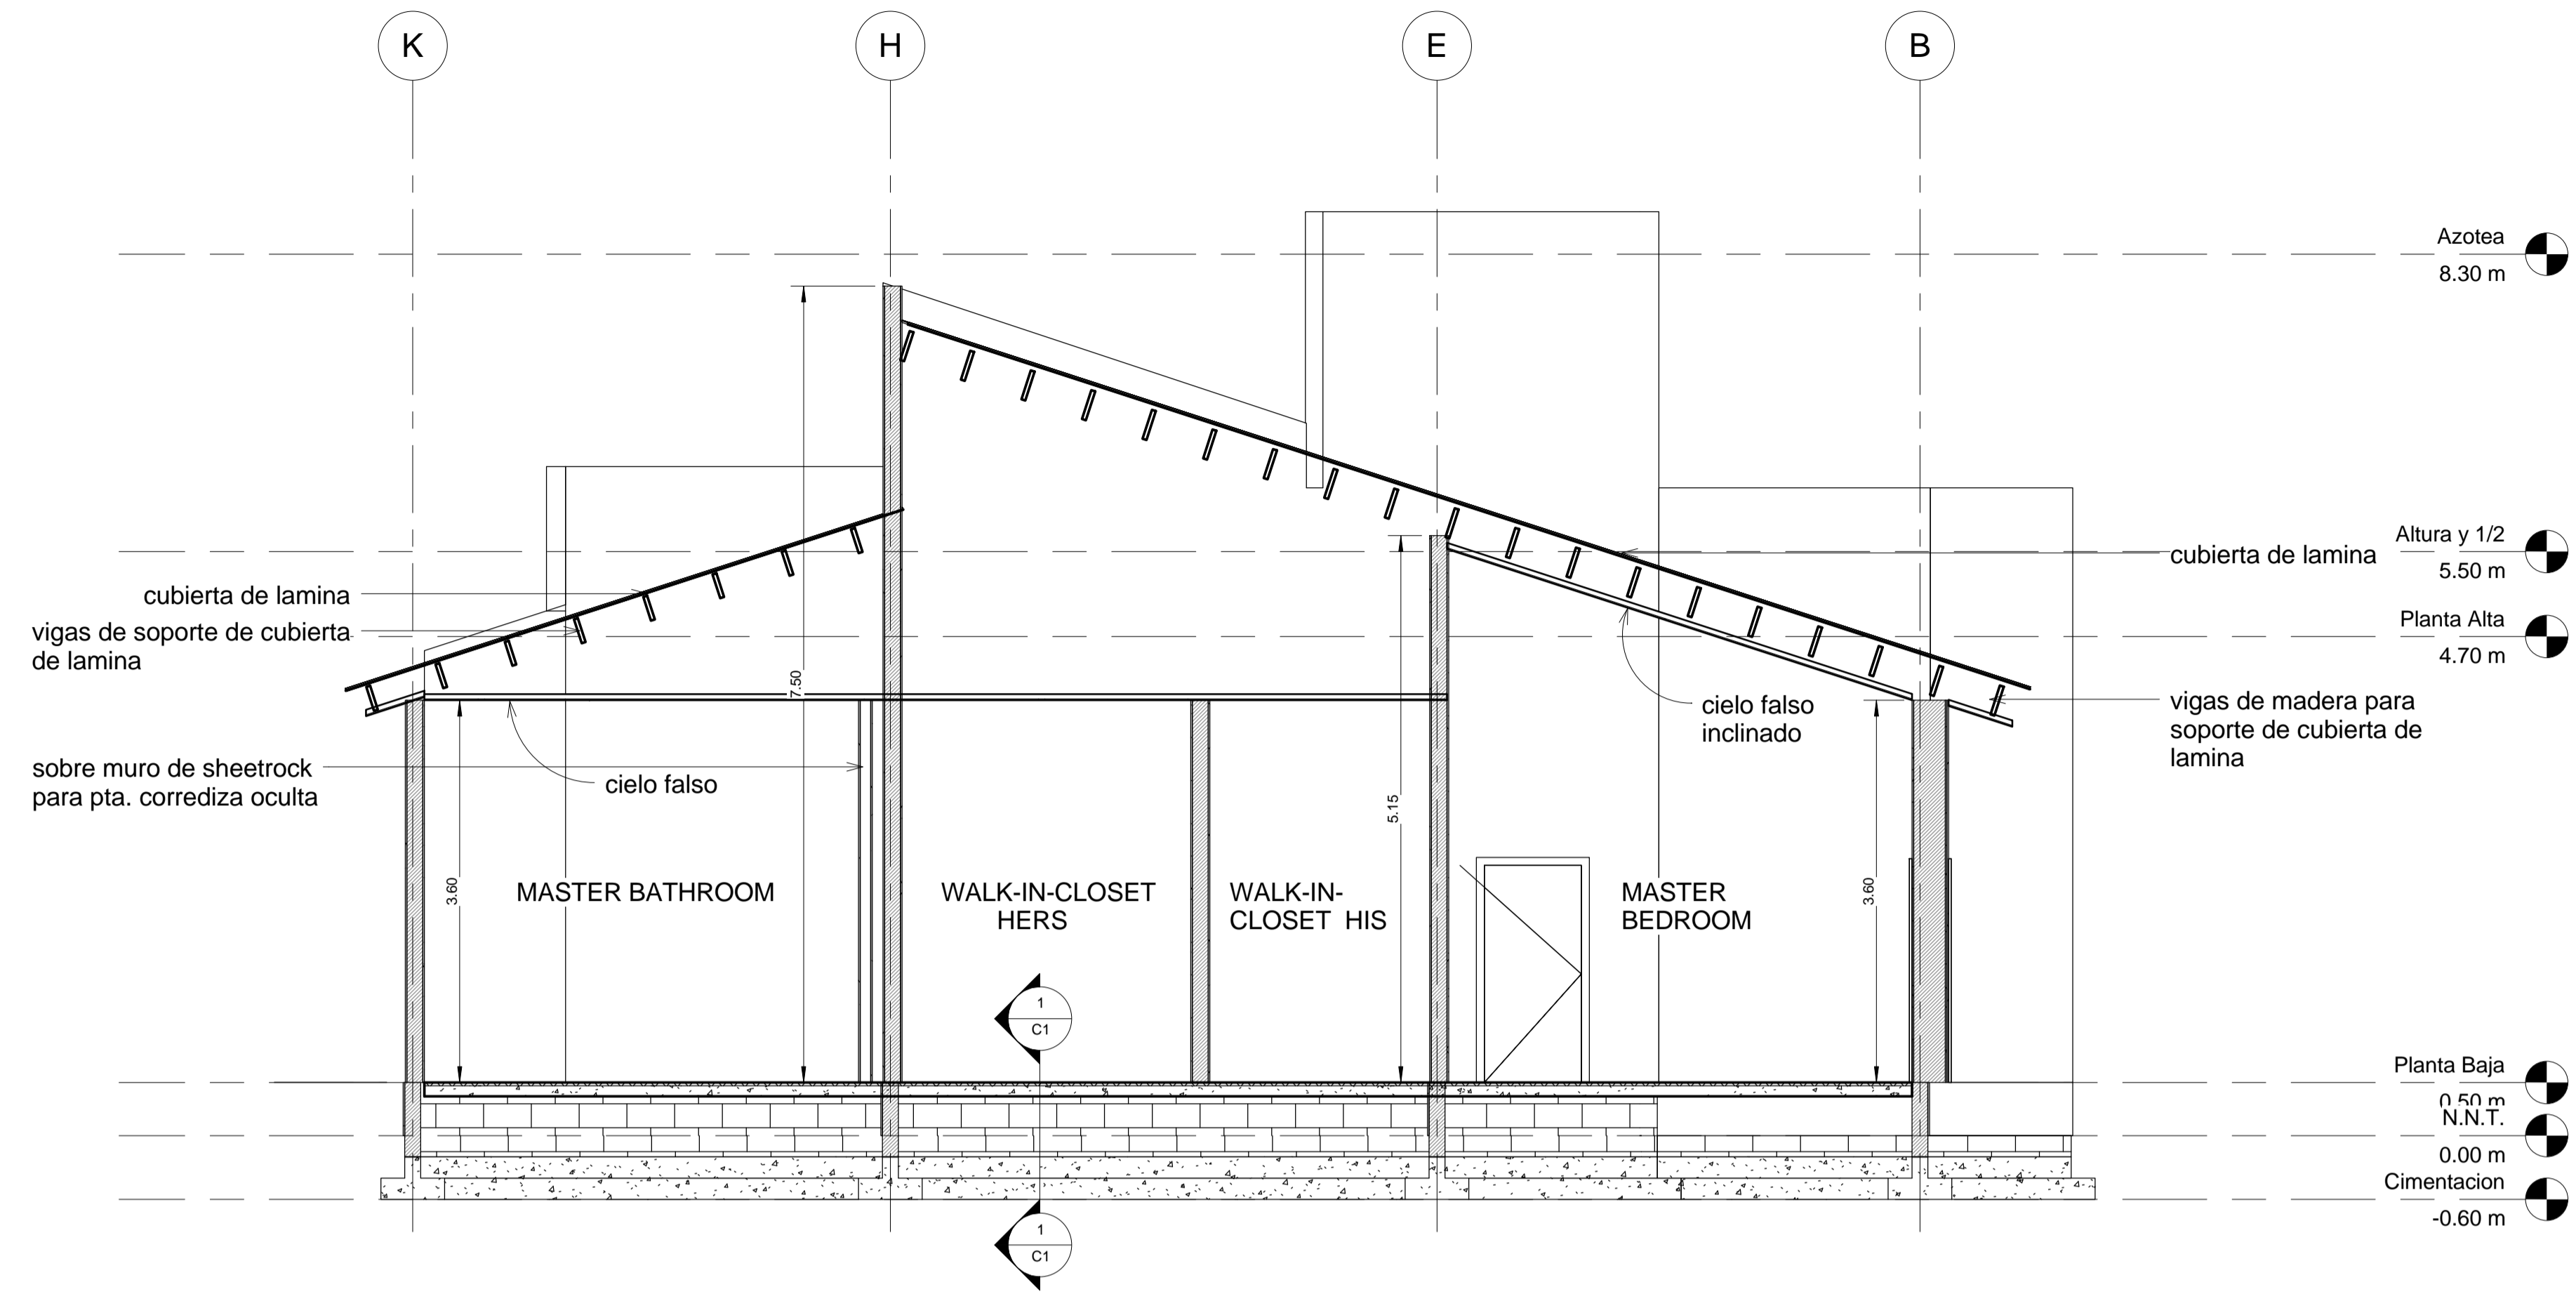 K
H
E
B
Azotea
8.30 m
Altura y 1/2
5.50 m
cubierta de lamina
cubierta de lamina
vigas de soporte de cubierta
de lamina
Planta Alta
4.70 m
7.50
cielo falso
inclinado
vigas de madera para
soporte de cubierta de
lamina
sobre muro de sheetrock
para pta. corrediza oculta
cielo falso
5.15
3.60
MASTER BATHROOM
WALK-IN-CLOSET
HERS
WALK-IN-
CLOSET HIS
MASTER
BEDROOM
3.60
1
C1
Planta Baja
0.50 m
N.N.T.
0.00 m
Cimentacion
-0.60 m
1
C1